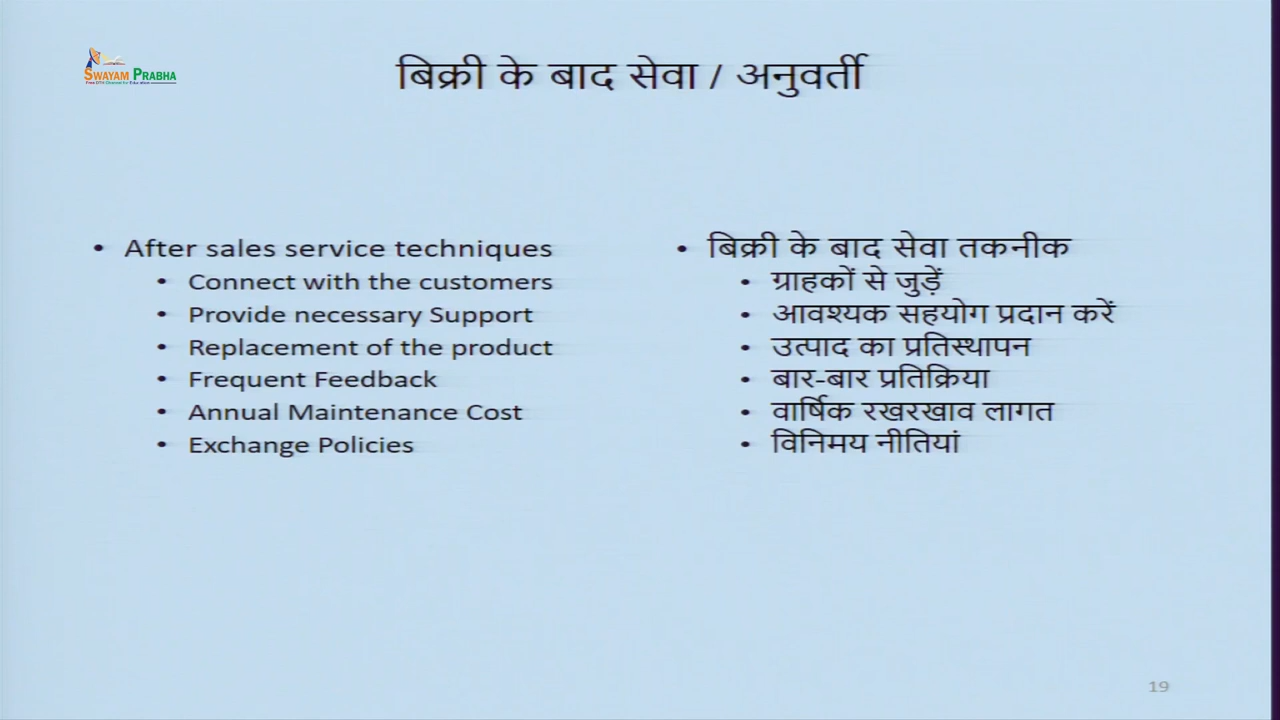 SWAYAM PRABHA
बिक्री के बाद सेवा / अनुवर्ती
• After sales service techniques
• Connect with the customers
• Provide necessary Support
• Replacement of the product
• Frequent Feedback
• Annual Maintenance Cost
• Exchange Policies
• बिक्री के बाद सेवा तकनीक
• ग्राहकों से जुड़ें
• आवश्यक सहयोग प्रदान करें
• उत्पाद का प्रतिस्थापन
• बार-बार प्रतिक्रिया
• वार्षिक रखरखाव लागत
• विनिमय नीतियां
19